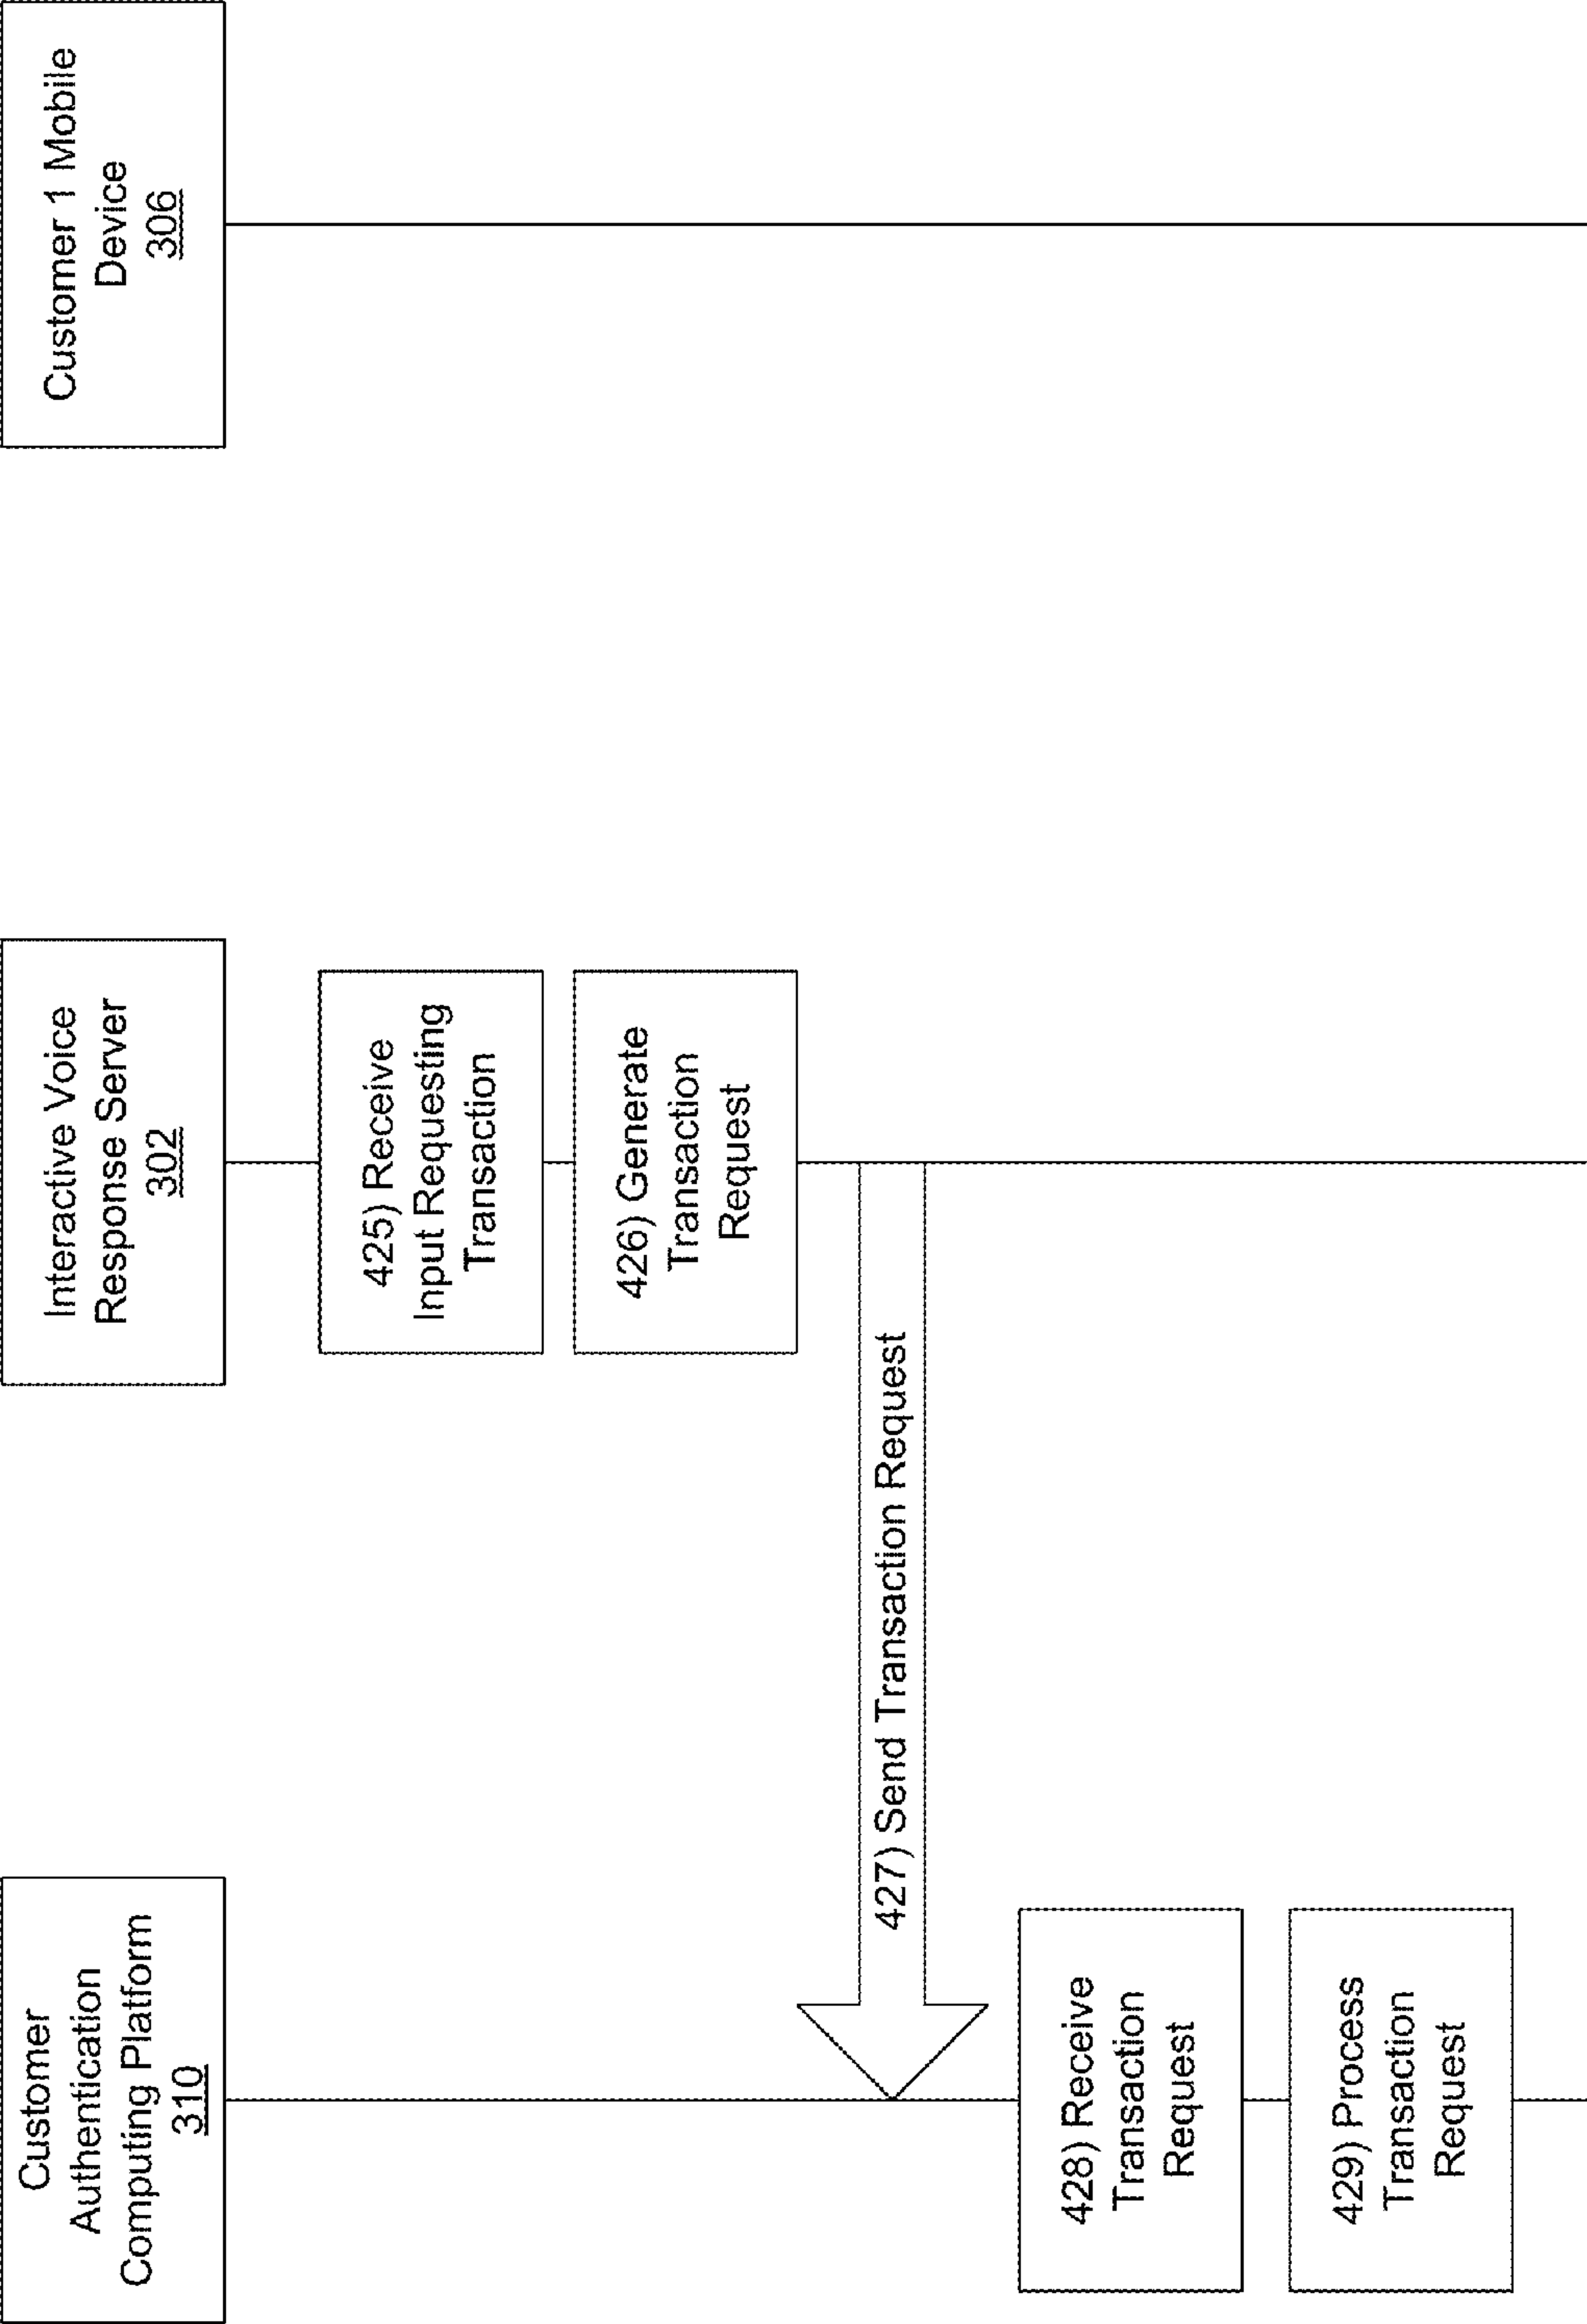 Customer
Authentication
Computing Platform
310
Interactive Voice
Response Server
302
Customer 1 Mobile
Device
306
425) Receive
Input Requesting
Transaction
426) Generate
Transaction
Request
427) Send Transaction Request
428) Receive
Transaction
Request
429) Process
Transaction
Request